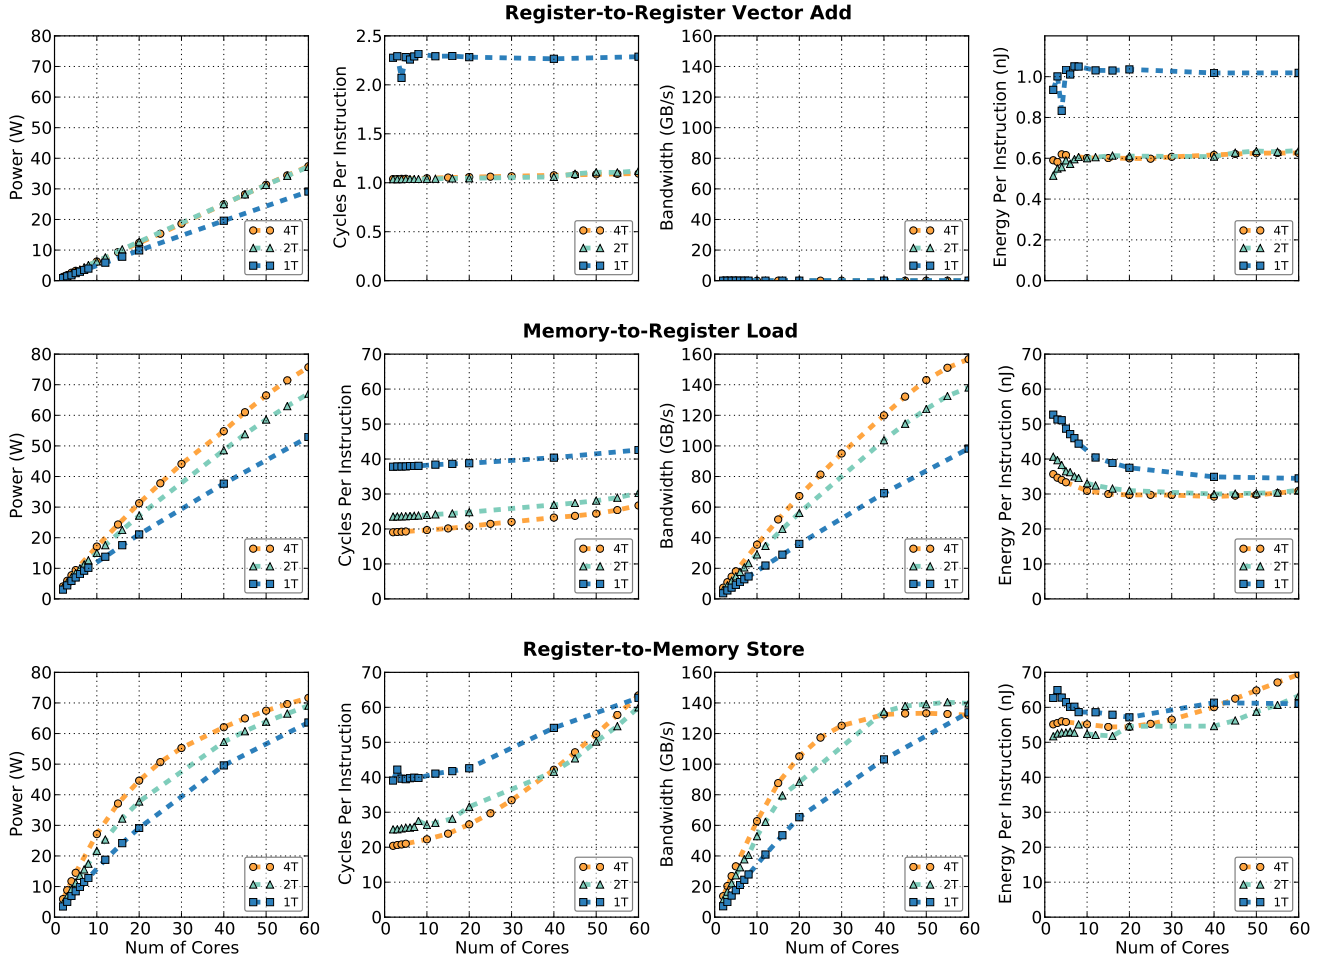 Register-to-Register Vector Add
80
70
60
50
40
30
20
10
0
Power (W)
4T
2T
1T
2.5
2.0
1.5
1.0
0.5
0.0
Cycles Per Instruction
4T
2T
1T
160
140
120
100
80
60
40
20
0
Bandwidth (GB/s)
4T
2T
1T
1.0
0.8
0.6
0.4
0.2
0.0
Energy Per Instruction (nJ)
4T
2T
1T
Memory-to-Register Load
80
70
60
50
40
30
20
10
0
Power (W)
4T
2T
1T
70
60
50
40
30
20
10
0
Cycles Per Instruction
4T
2T
1T
160
140
120
100
80
60
40
20
0
Bandwidth (GB/s)
4T
2T
1T
70
60
50
40
30
20
10
0
Energy Per Instruction (nJ)
4T
2T
1T
Register-to-Memory Store
80
70
60
50
40
30
20
10
0
Power (W)
4T
2T
1T
0 10 20 30 40 50 60
Num of Cores
70
60
50
40
30
20
10
0
Cycles Per Instruction
4T
2T
1T
0 10 20 30 40 50 60
Num of Cores
160
140
120
100
80
60
40
20
0
Bandwidth (GB/s)
4T
2T
1T
0 10 20 30 40 50 60
Num of Cores
70
60
50
40
30
20
10
0
Energy Per Instruction (nJ)
4T
2T
1T
0 10 20 30 40 50 60
Num of Cores